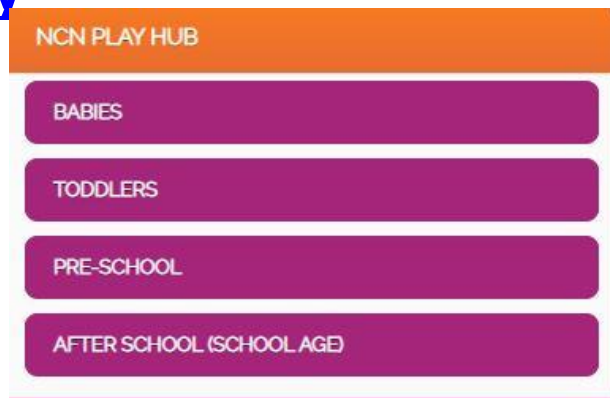 NCN PLAY HUB
BABIES
TODDLERS
PRE-SCHOOL
AFTER SCHOOL (SCHOOL AGE)